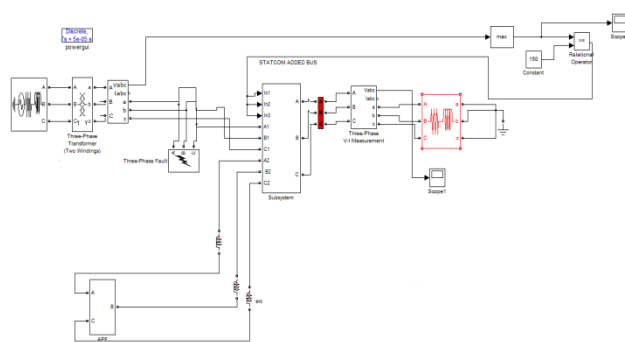 Discrete,
Ts = 5e-05 s
powergui
max
Scope
>=
Relational
Operator
150
Constant
STATCOM ADDED BUS
A
B
C
A
B
C
a
b
c
Three-Phase
Transformer
(Two Windings)
Vabc
Iabc
A
B
C
a
b
c
A
B
C
Three-Phase Fault
In1
In2
In3
A1
B1
C1
A2
B2
C2
A
B
C
Subsystem
A
B
C
Vabc
Iabc
a
b
c
Three-Phase
V-I Measurement
A
B
C
a
b
c
Scope1
A
B
C
APF